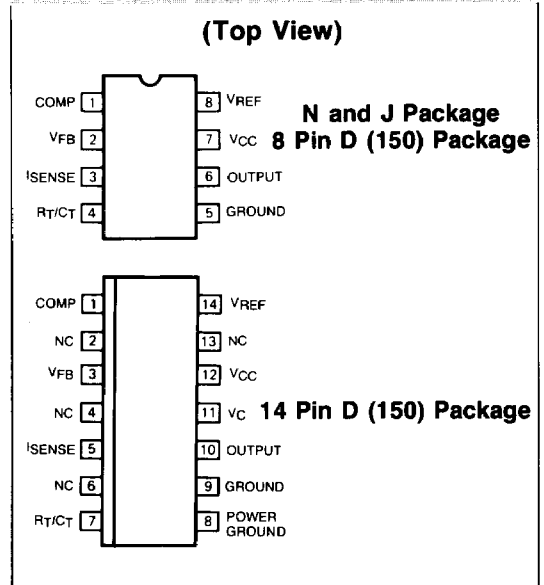 (Top View)
COMP 1
8 VREF
VFB 2
7 VCC
ISENSE 3
6 OUTPUT
RT/CT 4
5 GROUND
N and J Package
8 Pin D (150) Package
COMP 1
14 VREF
NC 2
13 NC
VFB 3
12 VCC
NC 4
11 VC
ISENSE 5
10 OUTPUT
NC 6
9 GROUND
RT/CT 7
8 POWER
GROUND
14 Pin D (150) Package